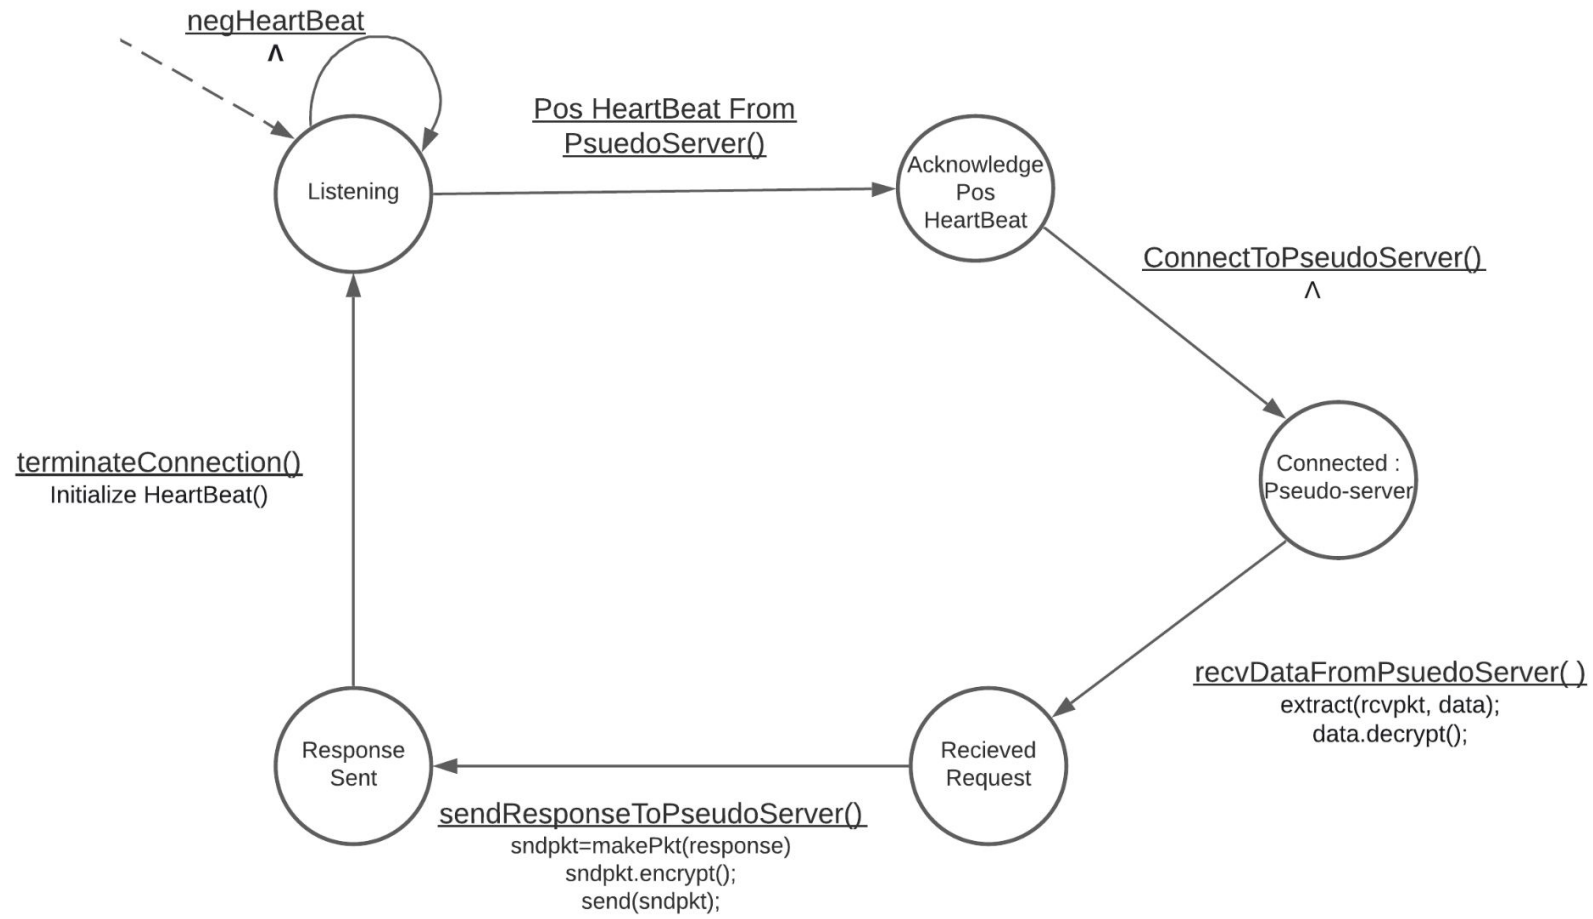 negHeartBeat
Λ
Pos HeartBeat From
PsuedoServer()
Listening
Acknowledge
Pos
HeartBeat
ConnectToPseudoServer()
Λ
terminateConnection()
Initialize HeartBeat()
Connected :
Pseudo-server
recvDataFromPsuedoServer( )
extract(rcvpkt, data);
data.decrypt();
Response
Sent
Recieved
Request
sendResponseToPseudoServer()
sndpkt=makePkt(response)
sndpkt.encrypt();
send(sndpkt);